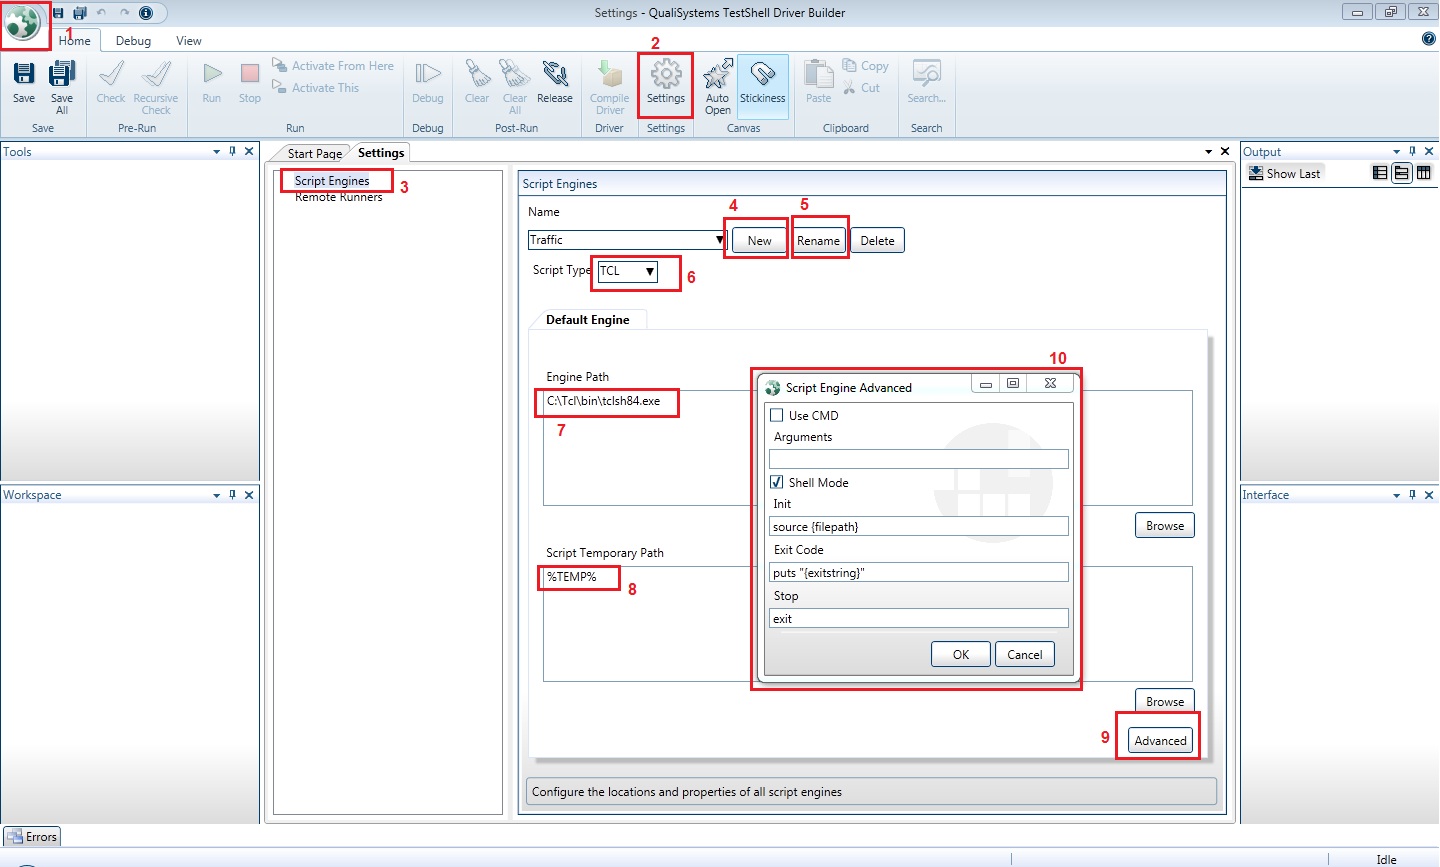 Settings - QualiSystems TestShell Driver Builder
1
Home
Debug
View
2
Save
Save All
Check
Recursive Check
Run
Stop
Activate From Here
Activate This
Debug
Clear
Clear All
Release
Compile Driver
Settings
Auto Open
Stickiness
Paste
Copy
Cut
Search...
Save
Pre-Run
Run
Debug
Post-Run
Driver
Settings
Canvas
Clipboard
Search
Tools
Start Page
Settings
Output
Show Last
Script Engines
3
Remote Runners
Script Engines
Name
4
5
Traffic
New
Rename
Delete
Script Type
TCL
6
Default Engine
Engine Path
C:\Tcl\bin\tclsh84.exe
7
Browse
Script Temporary Path
%TEMP%
8
Browse
9
Advanced
10
Script Engine Advanced
Use CMD
Arguments
Shell Mode
Init
source {filepath}
Exit Code
puts "{exitstring}"
Stop
exit
OK
Cancel
Configure the locations and properties of all script engines
Workspace
Interface
Errors
Idle